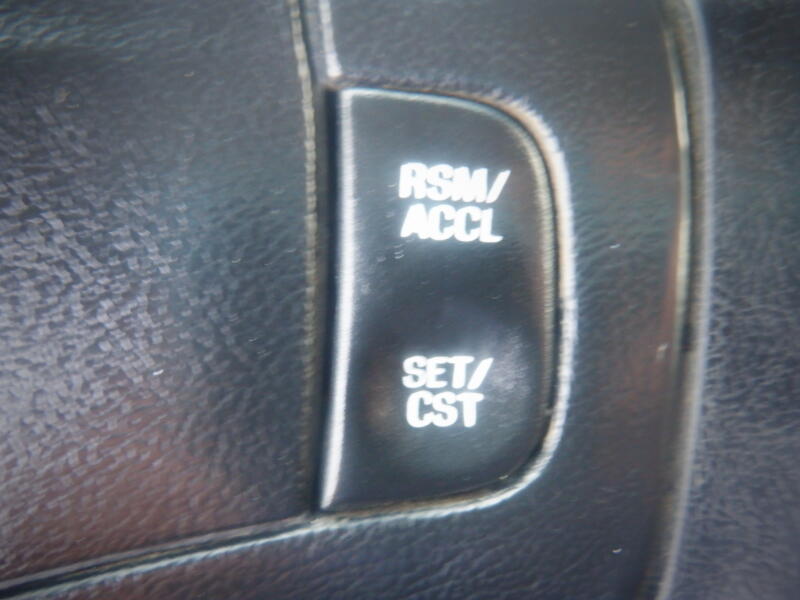 RSM/
ACCL
SET/
CST